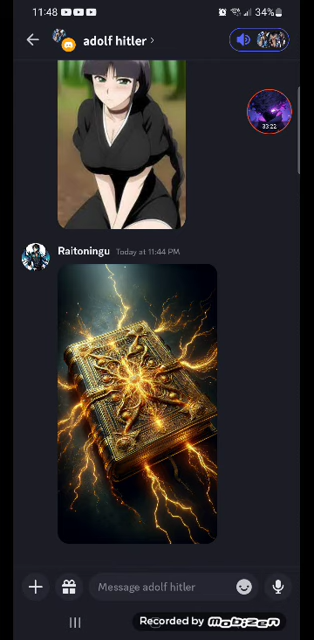 11:48
34%
adolf hitler
33:22
Raitoningu Today at 11:44 PM
Message adolf hitler
Recorded by Mobizen